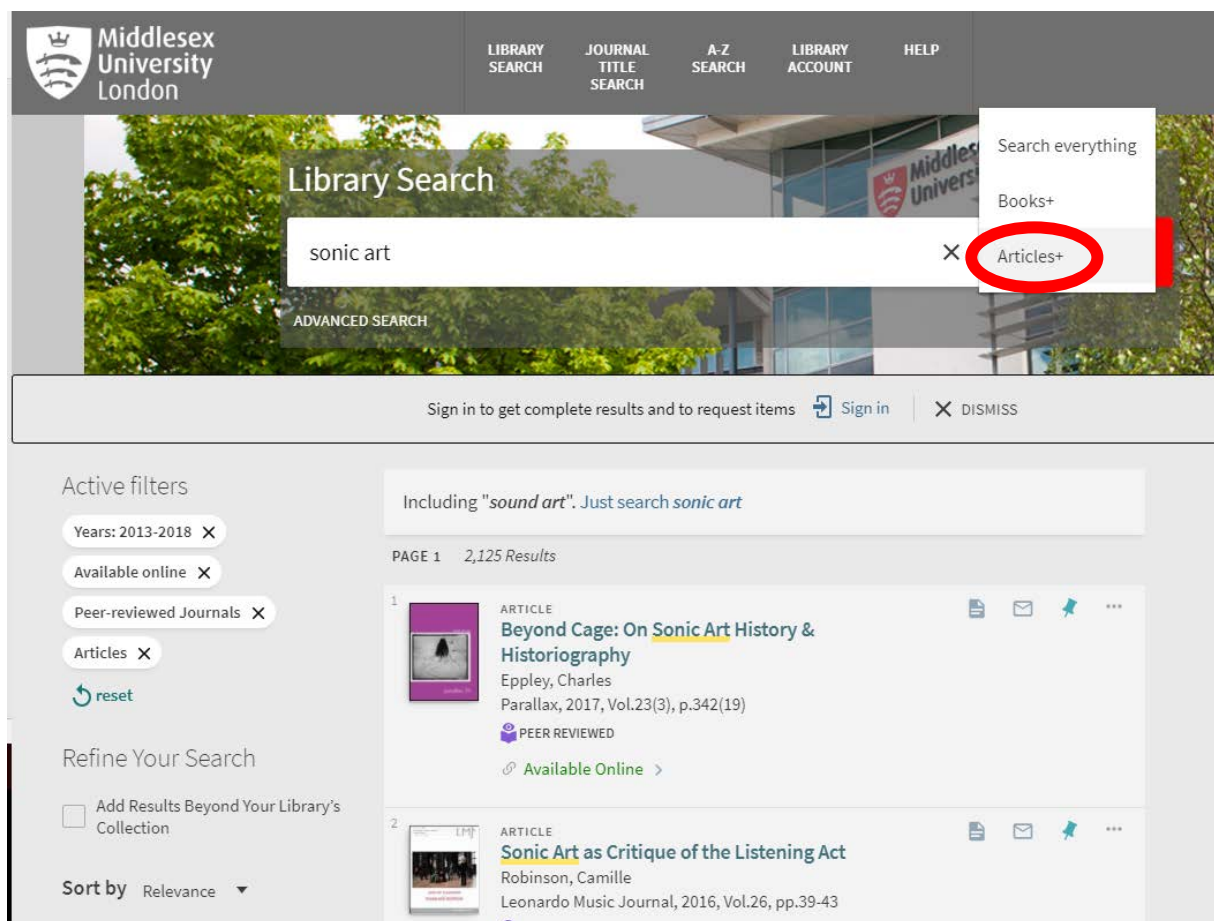 Middlesex
University
London
LIBRARY
SEARCH
JOURNAL
TITLE
SEARCH
A-Z
SEARCH
LIBRARY
ACCOUNT
HELP
Search everything
Books+
Articles+
Library Search
sonic art
ADVANCED SEARCH
Sign in to get complete results and to request items Sign in DISMISS
Active filters
Years: 2013-2018
Available online
Peer-reviewed Journals
Articles
reset
Refine Your Search
Add Results Beyond Your Library's
Collection
Sort by Relevance
Including "sound art". Just search sonic art
PAGE 1 2,125 Results
1
ARTICLE
Beyond Cage: On Sonic Art History &
Historiography
Eppley, Charles
Parallax, 2017, Vol.23(3), p.342(19)
PEER REVIEWED
Available Online
2
ARTICLE
Sonic Art as Critique of the Listening Act
Robinson, Camille
Leonardo Music Journal, 2016, Vol.26, pp.39-43